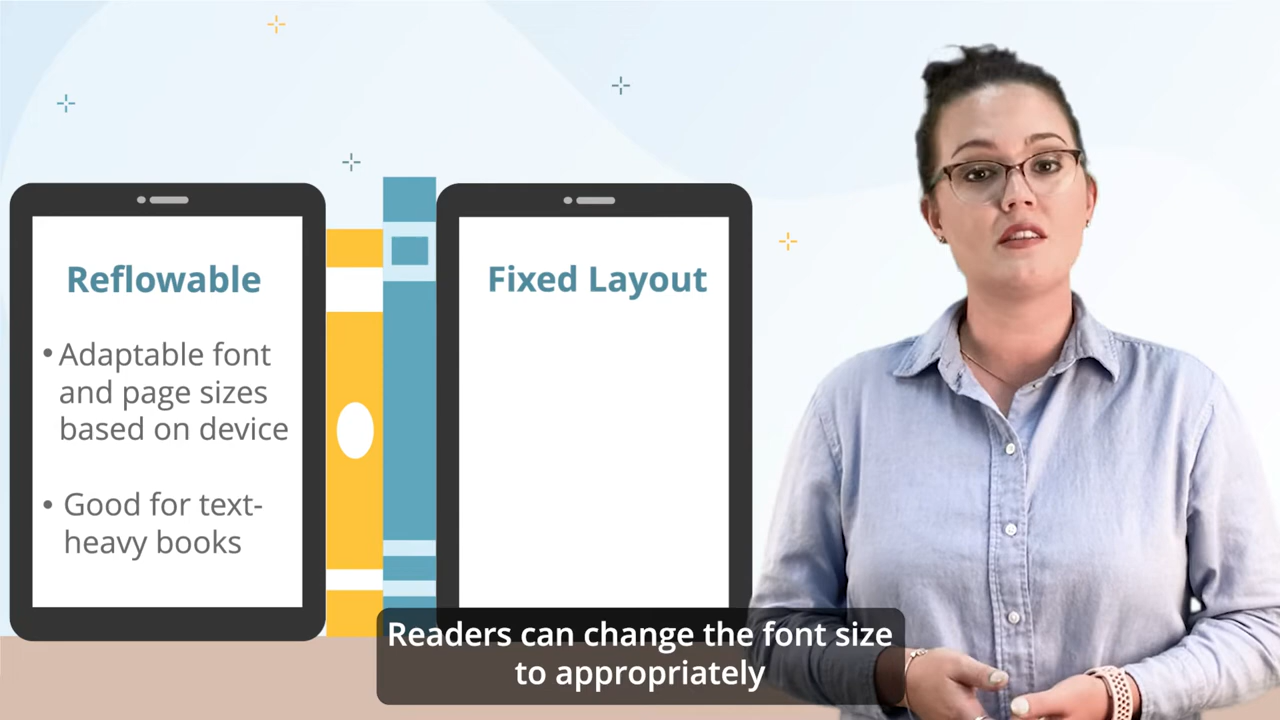 Reflowable
• Adaptable font
and page sizes
based on device
• Good for text-
heavy books
Fixed Layout
Readers can change the font size
to appropriately